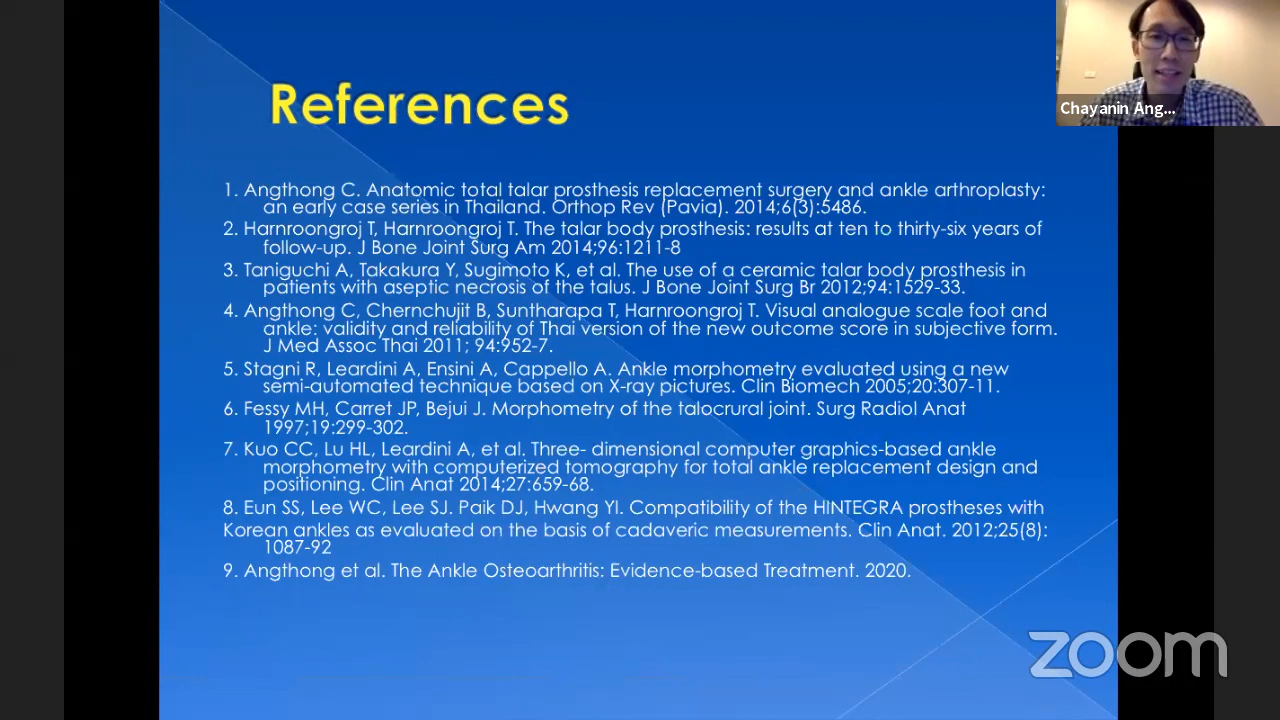 References
Chayanin Ang...
1. Angthong C. Anatomic total talar prosthesis replacement surgery and ankle arthroplasty:
an early case series in Thailand. Orthop Rev (Pavia). 2014;6(3):5486.
2. Harnroongroj T, Harnroongroj T. The talar body prosthesis: results at ten to thirty-six years of
follow-up. J Bone Joint Surg Am 2014;96:1211-8
3. Taniguchi A, Takakura Y, Sugimoto K, et al. The use of a ceramic talar body prosthesis in
patients with aseptic necrosis of the talus. J Bone Joint Surg Br 2012;94:1529-33.
4. Angthong C, Chernchujit B, Suntharapa T, Harnroongroj T. Visual analogue scale foot and
ankle: validity and reliability of Thai version of the new outcome score in subjective form.
J Med Assoc Thai 2011; 94:952-7.
5. Stagni R, Leardini A, Ensini A, Cappello A. Ankle morphometry evaluated using a new
semi-automated technique based on X-ray pictures. Clin Biomech 2005;20:307-11.
6. Fessy MH, Carret JP, Bejui J. Morphometry of the talocrural joint. Surg Radiol Anat
1997;19:299-302.
7. Kuo CC, Lu HL, Leardini A, et al. Three- dimensional computer graphics-based ankle
morphometry with computerized tomography for total ankle replacement design and
positioning. Clin Anat 2014;27:659-68.
8. Eun SS, Lee WC, Lee SJ. Paik DJ, Hwang YI. Compatibility of the HINTEGRA prostheses with
Korean ankles as evaluated on the basis of cadaveric measurements. Clin Anat. 2012;25(8):
1087-92
9. Angthong et al. The Ankle Osteoarthritis: Evidence-based Treatment. 2020.
zoom